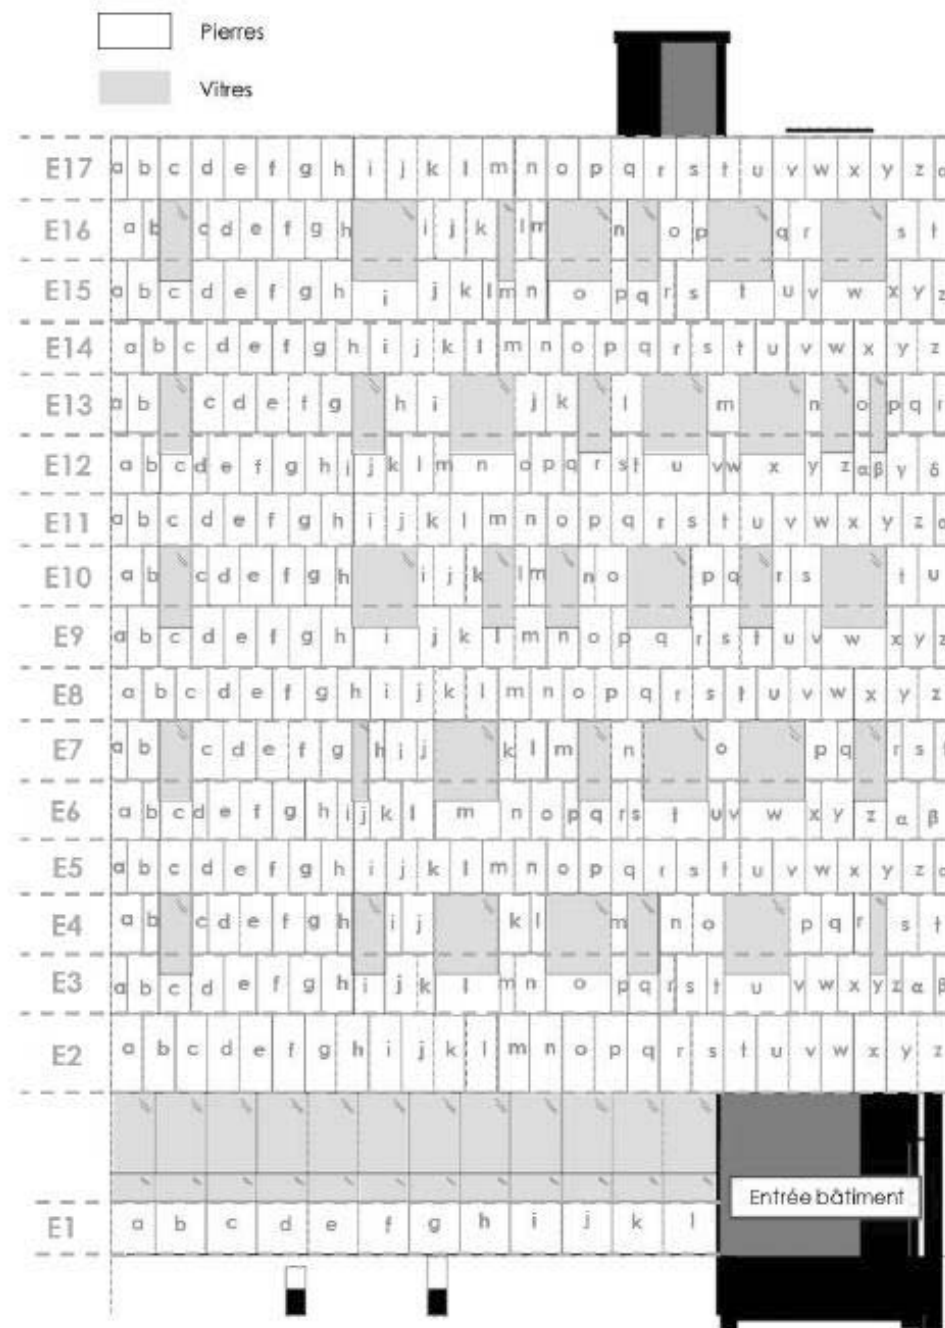 Pierres
Vitres
E17 a b c d e f g h i j k l m n o p q r s t u v w x y z α
E16 a b c d e f g h i j k l m n o p q r s t
E15 a b c d e f g h i j k l m n o p q r s t u v w x y z
E14 a b c d e f g h i j k l m n o p q r s t u v w x y z
E13 a b c d e f g h i j k l m n o p q r
E12 a b c d e f g h i j k l m n o p q r s t u v w x y z α β γ δ
E11 a b c d e f g h i j k l m n o p q r s t u v w x y z α
E10 a b c d e f g h i j k l m n o p q r s t u
E9 a b c d e f g h i j k l m n o p q r s t u v w x y z
E8 a b c d e f g h i j k l m n o p q r s t u v w x y z
E7 a b c d e f g h i j k l m n o p q r s t
E6 a b c d e f g h i j k l m n o p q r s t u v w x y z α β
E5 a b c d e f g h i j k l m n o p q r s t u v w x y z α
E4 a b c d e f g h i j k l m n o p q r s t
E3 a b c d e f g h i j k l m n o p q r s t u v w x y z α β
E2 a b c d e f g h i j k l m n o p q r s t u v w x y z
Entrée bâtiment
E1 a b c d e f g h i j k l